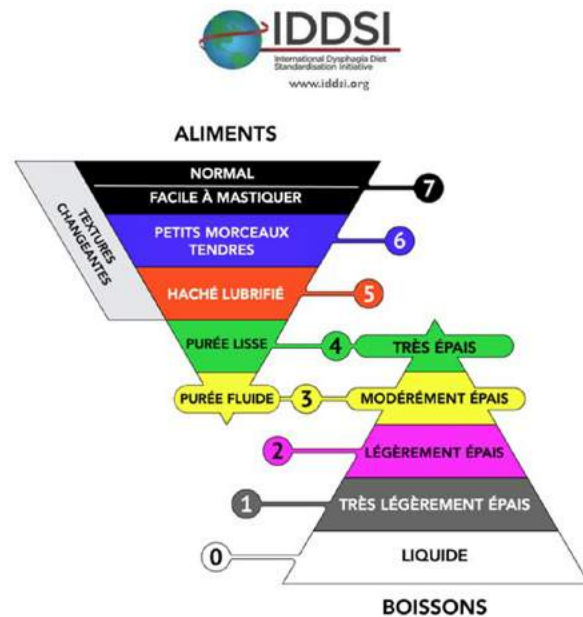 IDDSI
International Dysphagia Diet
Standardisation Initiative
www.iddsi.org
ALIMENTS
NORMAL
FACILE À MASTIQUER
7
TEXTURES
CHANGEANTES
PETITS MORCEAUX
TENDRES
6
HACHÉ LUBRIFIÉ
5
PURÉE LISSE
4
TRÈS ÉPAIS
PURÉE FLUIDE
3
MODÉRÉMENT ÉPAIS
2
LÉGÈREMENT ÉPAIS
1
TRÈS LÉGÈREMENT ÉPAIS
0
LIQUIDE
BOISSONS